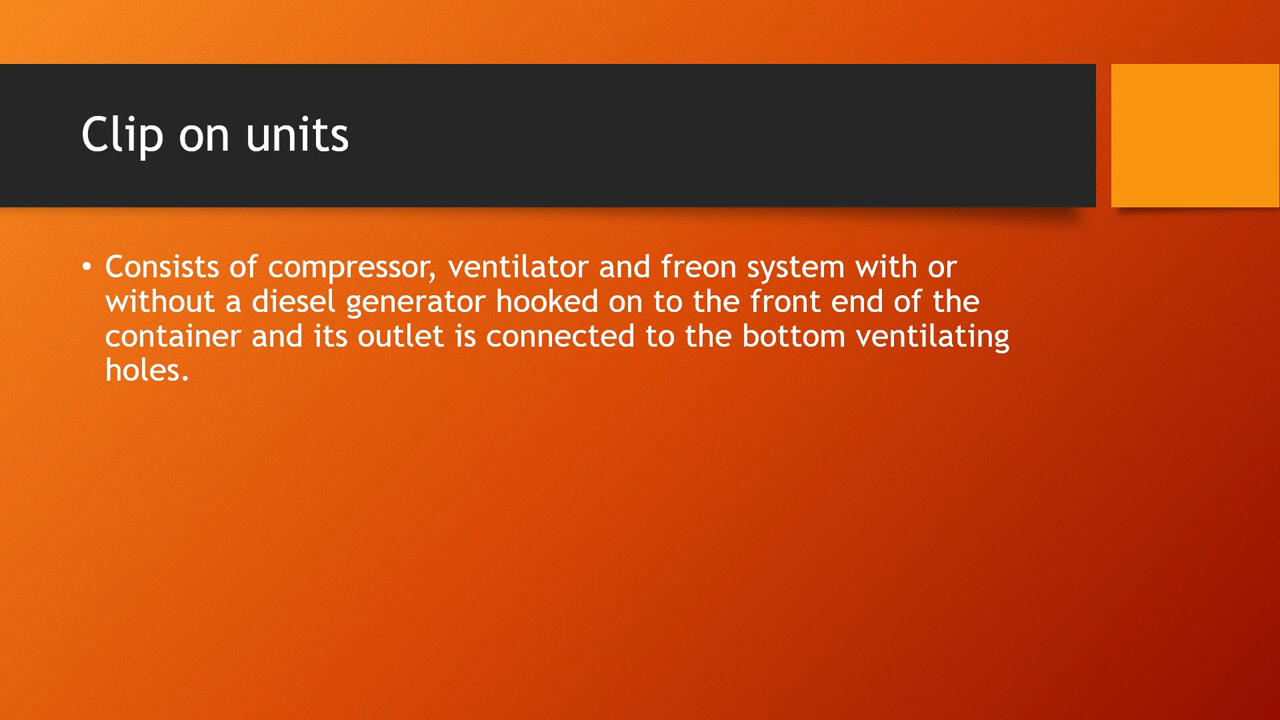 Clip on units
• Consists of compressor, ventilator and freon system with or
without a diesel generator hooked on to the front end of the
container and its outlet is connected to the bottom ventilating
holes.